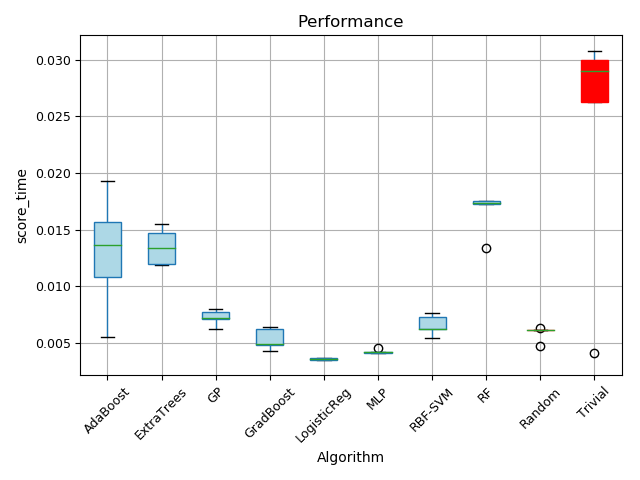 Performance
score_time
0.030
0.025
0.020
0.015
0.010
0.005
AdaBoost
ExtraTrees
GP
GradBoost
LogisticReg
MLP
RBF-SVM
RF
Random
Trivial
Algorithm